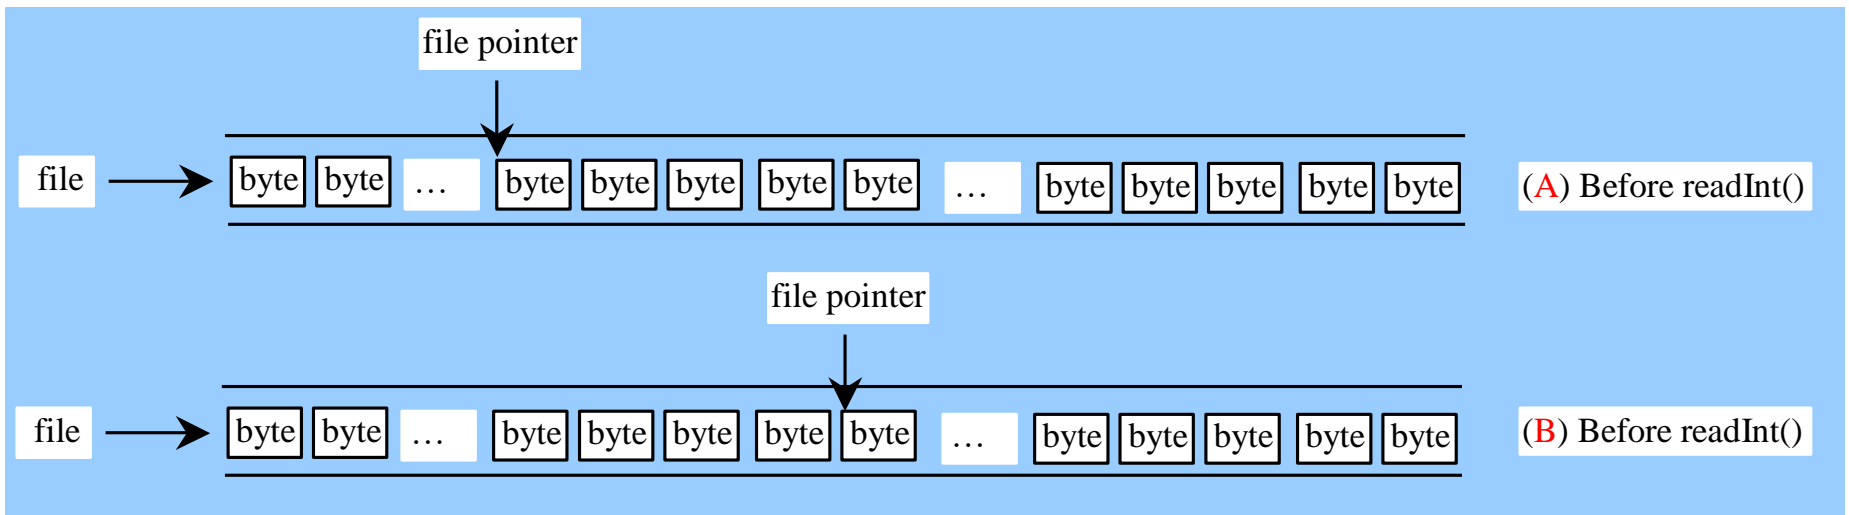 file pointer
file byte byte … byte byte byte byte byte … byte byte byte byte byte (A) Before readInt()
file pointer
file byte byte … byte byte byte byte byte … byte byte byte byte byte (B) Before readInt()